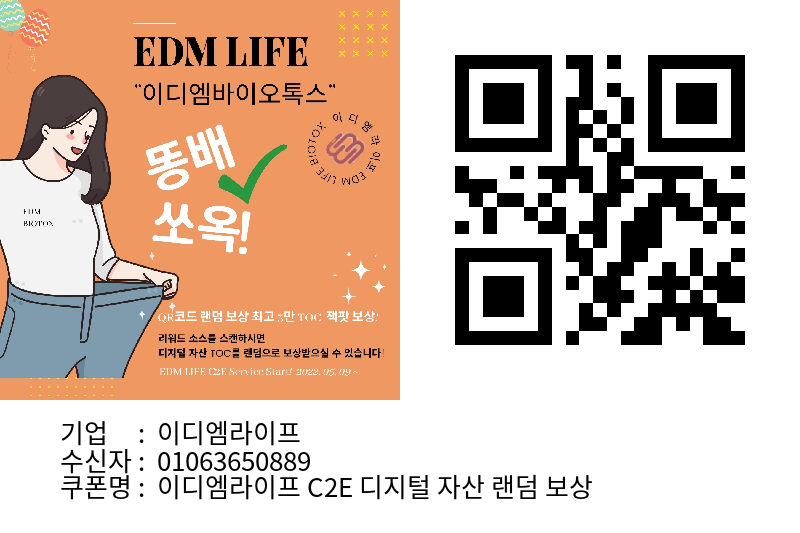 EDM LIFE
"이디엠바이오톡스"
이디엠라이프 EDM LIFE BIOTOX
똥배
쏘옥!
EDM
BIOTOX
QR코드 랜덤 보상 최고 5만 TOC 잭팟 보상!
리워드 소스를 스캔하시면
디지털 자산 TOC를 랜덤으로 보상받으실 수 있습니다!
EDM LIFE C2E Service Start! 2022. 05. 09 ~
기업 : 이디엠라이프
수신자 : 01063650889
쿠폰명 : 이디엠라이프 C2E 디지털 자산 랜덤 보상